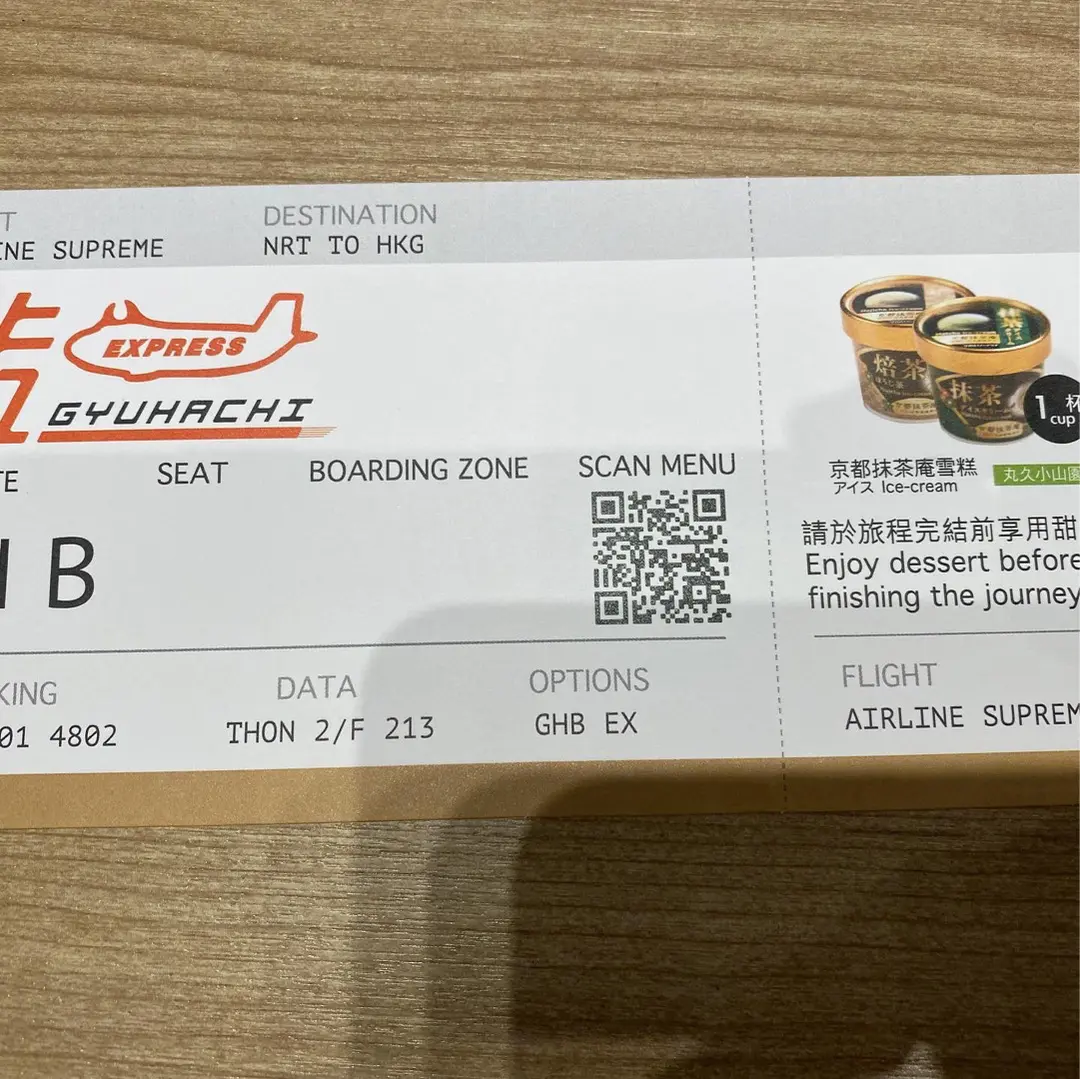 T
INE SUPREME
DESTINATION
NRT TO HKG
EXPRESS
GYUHACHI
TE
SEAT
BOARDING ZONE
SCAN MENU
B
KING
01 4802
DATA
THON 2/F 213
OPTIONS
GHB EX
焙茶
抹茶
1杯
cup
京都抹茶庵雪糕
アイス Ice-cream
丸久小山園
請於旅程完結前享用甜
Enjoy dessert before
finishing the journey
FLIGHT
AIRLINE SUPREM